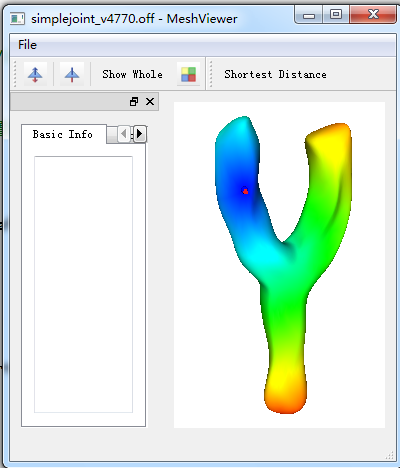 simplejoint_v4770.off - MeshViewer
File
Show Whole
Shortest Distance
Basic Info